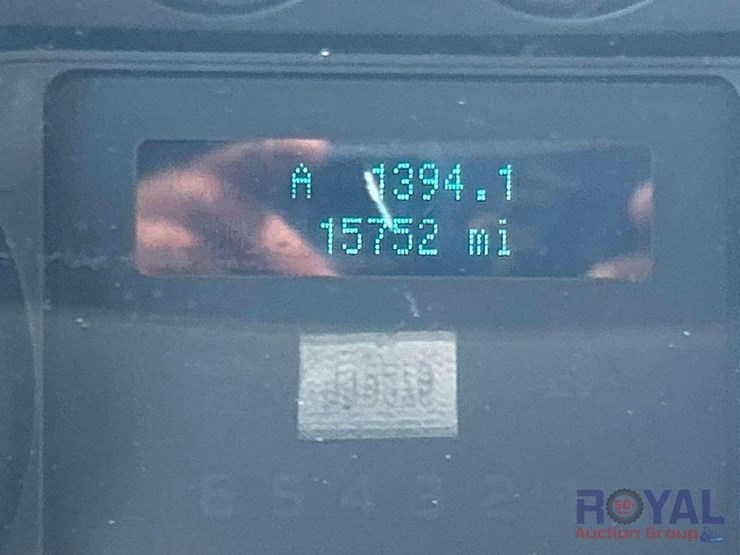 A 1394.1
15752 mi
ROYAL
Auction Group